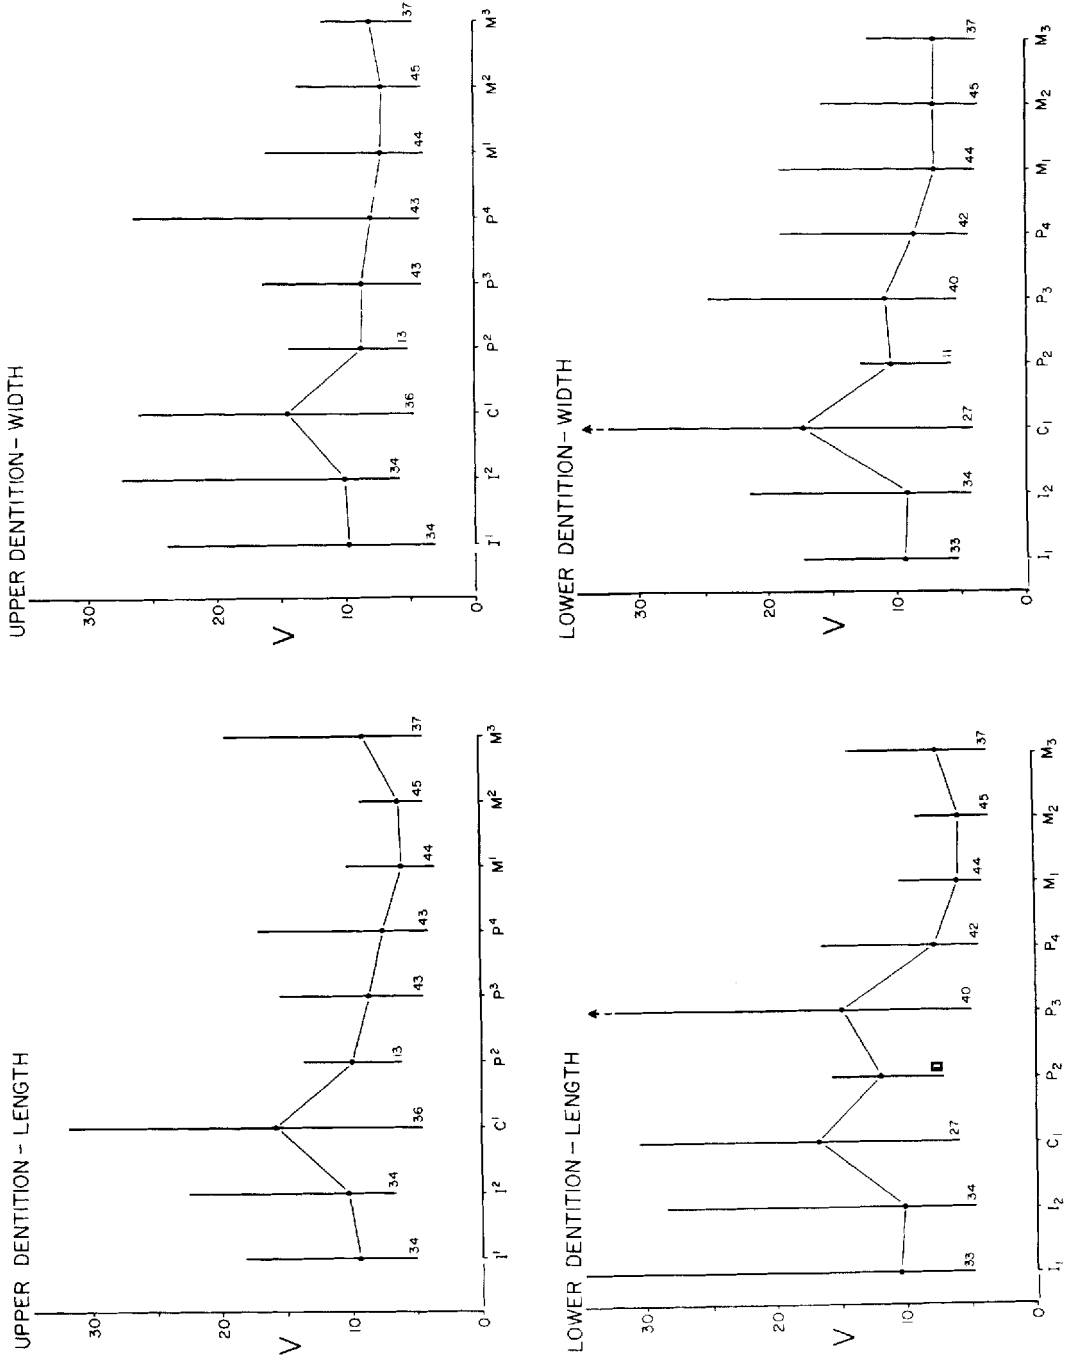 UPPER DENTITION - LENGTH
30
20
V
10
0
34 34 36 13 43 43 44 45 37
I¹ I² C¹ P² P³ P⁴ M¹ M² M³
UPPER DENTITION - WIDTH
30
20
V
10
0
34 34 36 13 43 43 44 45 37
I¹ I² C¹ P² P³ P⁴ M¹ M² M³
LOWER DENTITION - LENGTH
30
20
V
10
0
33 34 27 40 42 44 45 37
I₁ I₂ C₁ P₂ P₃ P₄ M₁ M₂ M₃
LOWER DENTITION - WIDTH
30
20
V
10
0
33 34 27 11 40 42 44 45 37
I₁ I₂ C₁ P₂ P₃ P₄ M₁ M₂ M₃